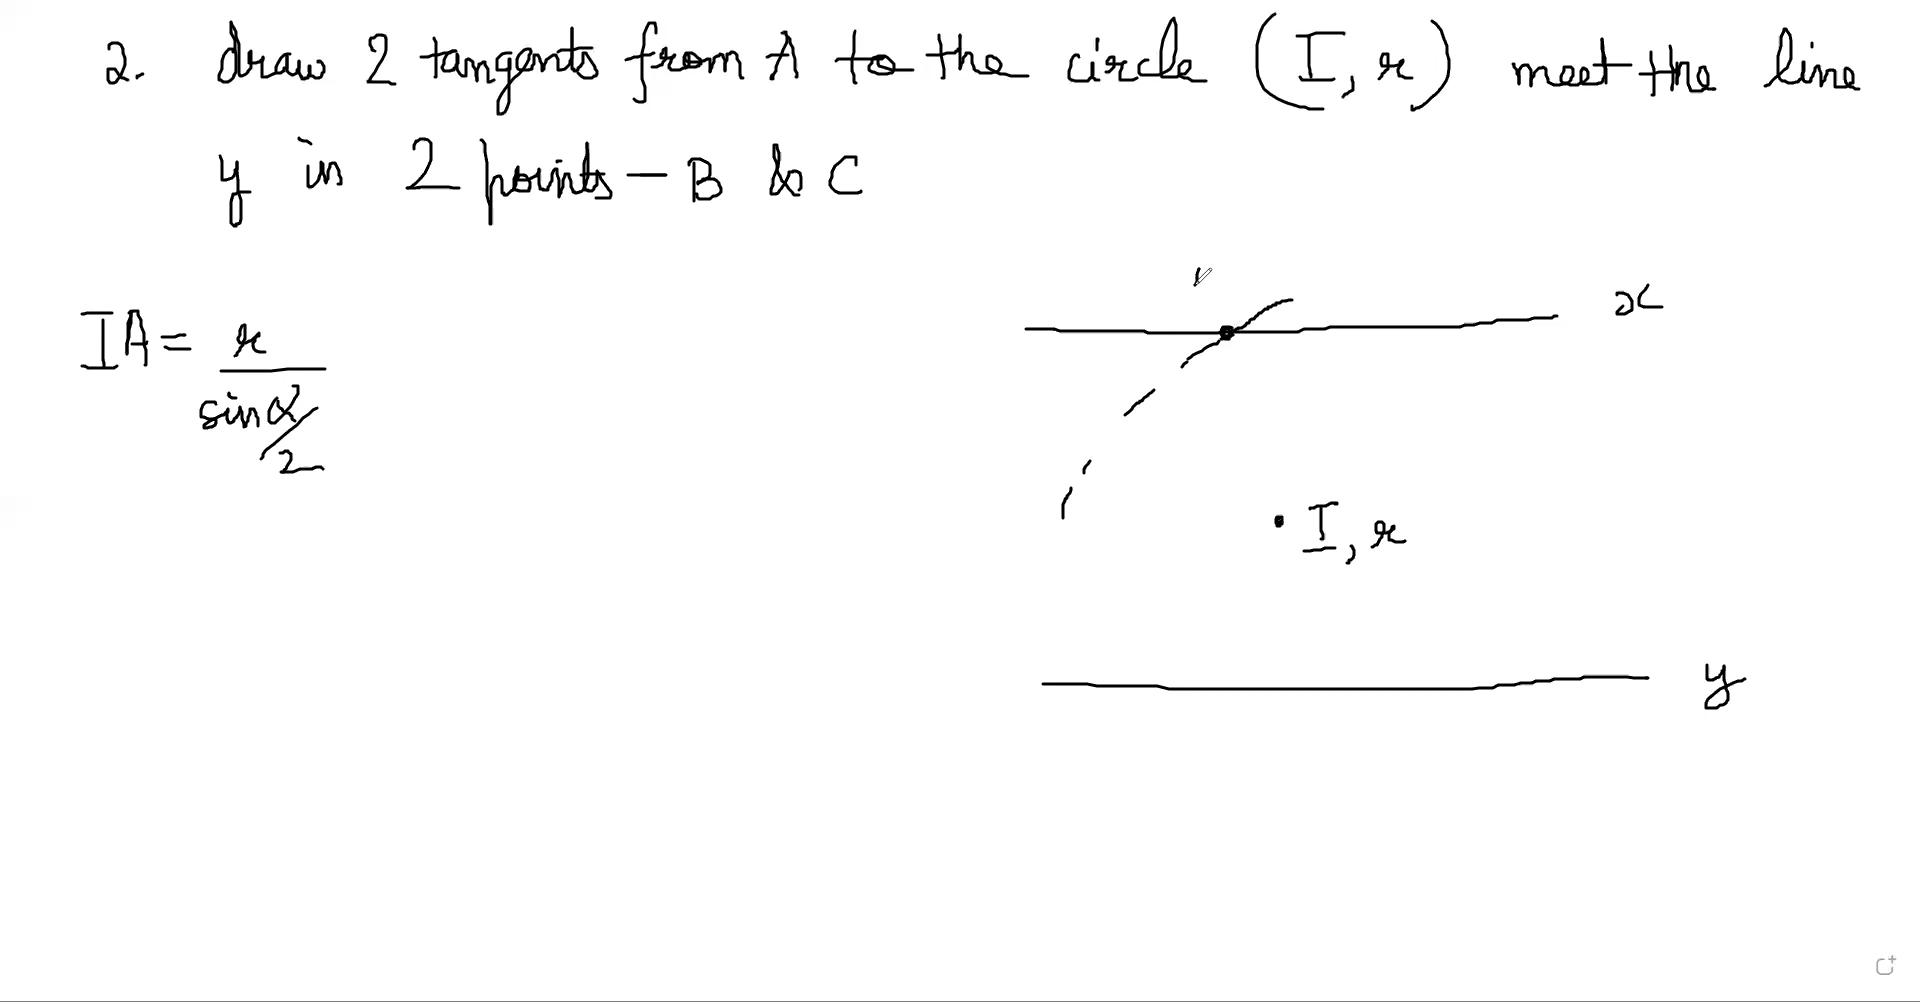 2. draw 2 tangents from A to the circle (I, r) meet the line
y in 2 points - B & C
IA = r / sin α/2
x
I, r
y